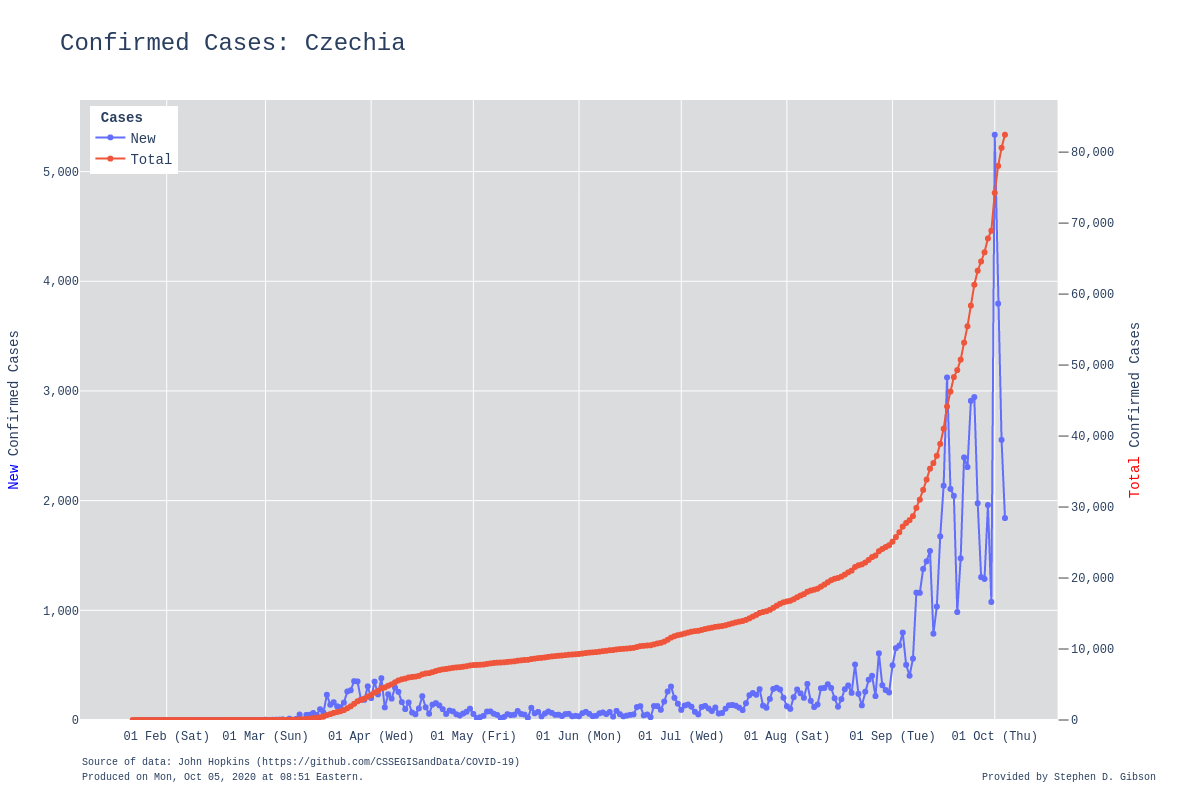 Confirmed Cases: Czechia
Cases
New
Total
5,000
4,000
3,000
2,000
1,000
0
80,000
70,000
60,000
50,000
40,000
30,000
20,000
10,000
0
New Confirmed Cases
Total Confirmed Cases
01 Feb (Sat) 01 Mar (Sun) 01 Apr (Wed) 01 May (Fri) 01 Jun (Mon) 01 Jul (Wed) 01 Aug (Sat) 01 Sep (Tue) 01 Oct (Thu)
Source of data: John Hopkins (https://github.com/CSSEGISandData/COVID-19)
Produced on Mon, Oct 05, 2020 at 08:51 Eastern.
Provided by Stephen D. Gibson